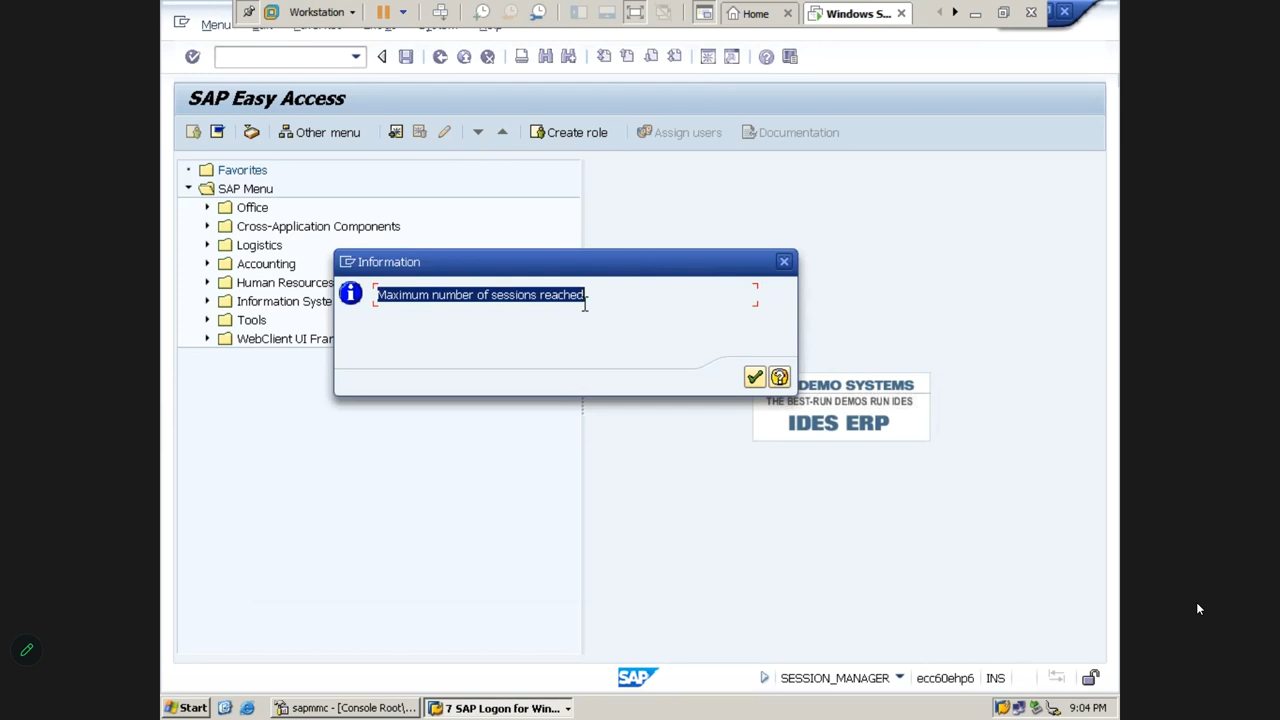 Workstation
Home
Windows S...
Menu
SAP Easy Access
Other menu
Create role
Assign users
Documentation
Favorites
SAP Menu
Office
Cross-Application Components
Logistics
Accounting
Human Resources
Information Syste
Tools
WebClient UI Fran
Information
Maximum number of sessions reached
DEMO SYSTEMS
THE BEST-RUN DEMOS RUN IDES
IDES ERP
SAP
SESSION_MANAGER
ecc60ehp6
INS
Start
sapmmc - [Console Root\...
7 SAP Logon for Win...
9:04 PM